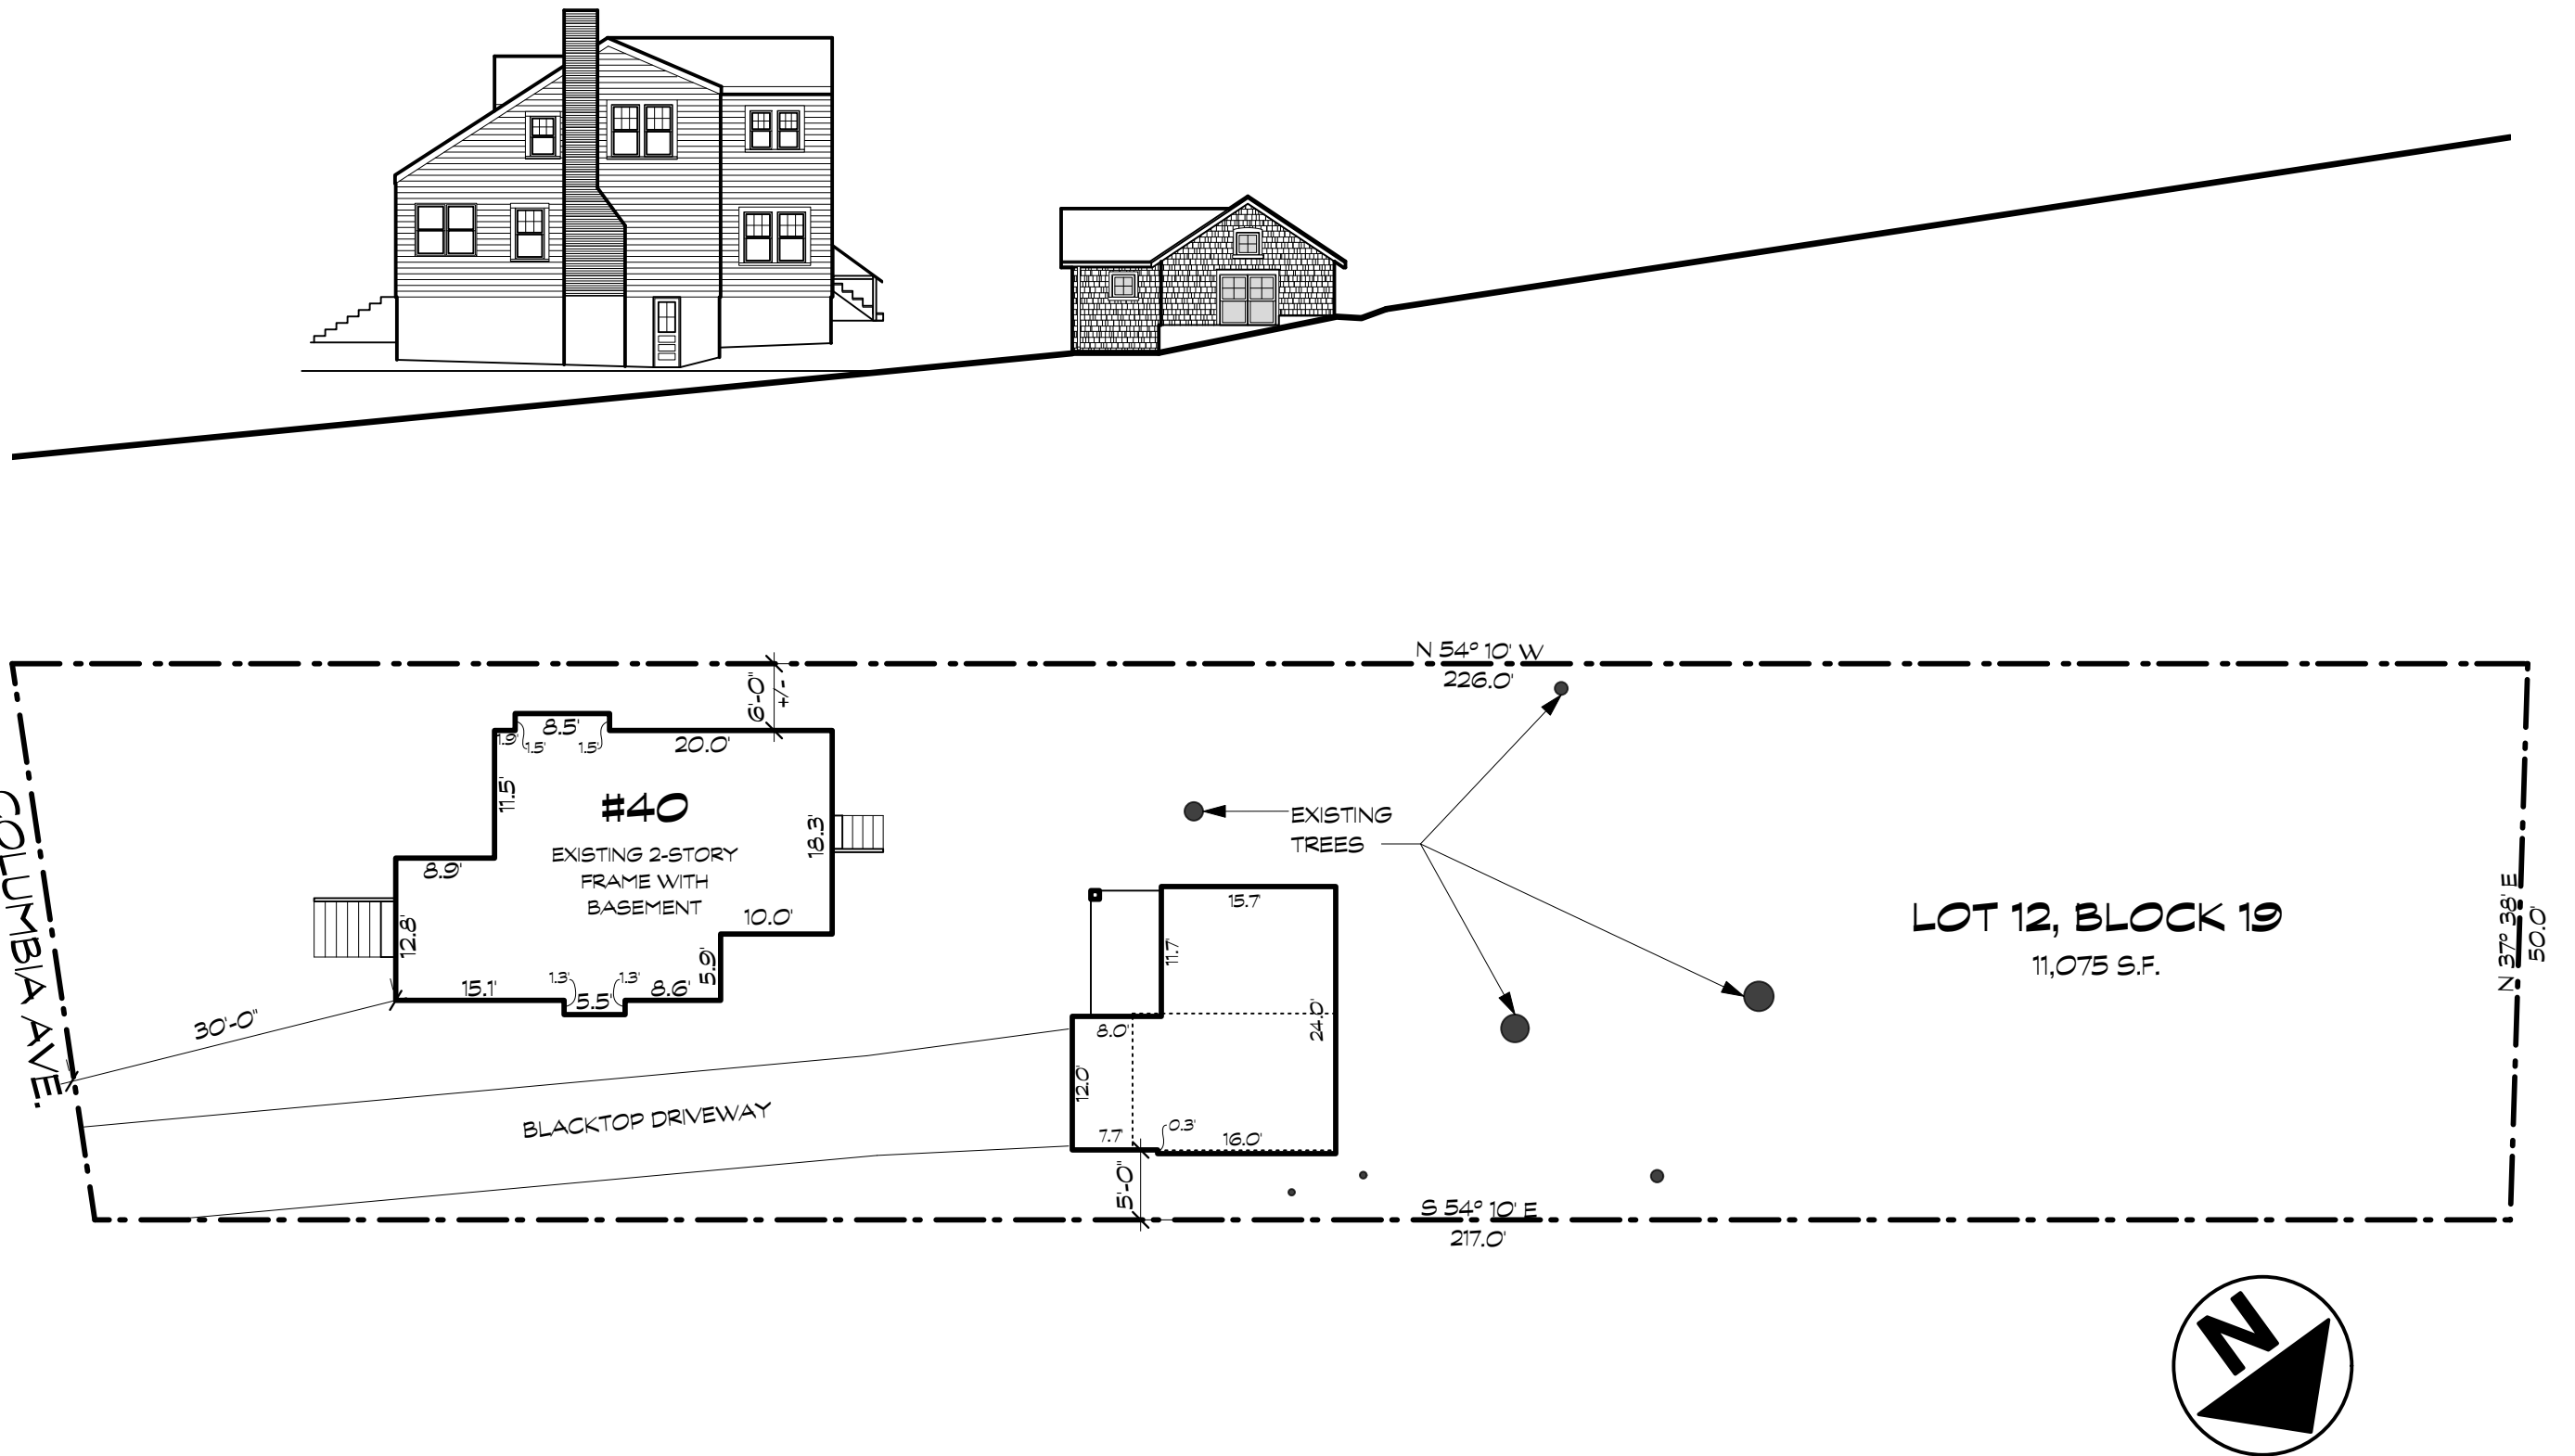 N 54° 10' W
226.0'
6'-0"
+/-
8.5'
1.9'
1.5'
1.5'
20.0'
11.5'
#40
18.3'
EXISTING 2-STORY
FRAME WITH
BASEMENT
8.9'
10.0'
12.8'
5.9'
15.1'
1.3'
1.3'
5.5'
8.6'
30'-0"
COLUMBIA AVE.
EXISTING
TREES
15.7'
11.7'
24.0'
8.0'
12.0'
7.7'
0.3'
16.0'
5'-0"
BLACKTOP DRIVEWAY
LOT 12, BLOCK 19
11,075 S.F.
N 37° 38' E
50.0'
S 54° 10' E
217.0'
N